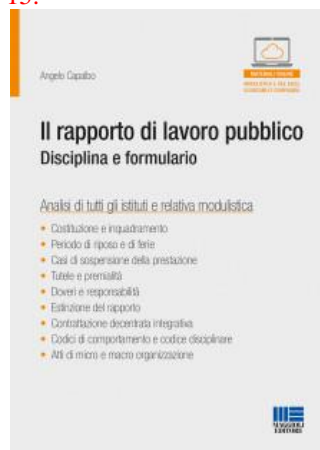 15.
Angelo Capalbo
Il rapporto di lavoro pubblico
Disciplina e formulario
Analisi di tutti gli istituti e relativa modulistica
• Costituzione e inquadramento
• Periodo di riposo e di ferie
• Casi di sospensione della prestazione
• Tutele e premialità
• Doveri e responsabilità
• Estinzione del rapporto
• Contrattazione decentrata integrativa
• Codici di comportamento e codice disciplinare
• Atti di micro e macro organizzazione
MAGGIOLI
EDITORE